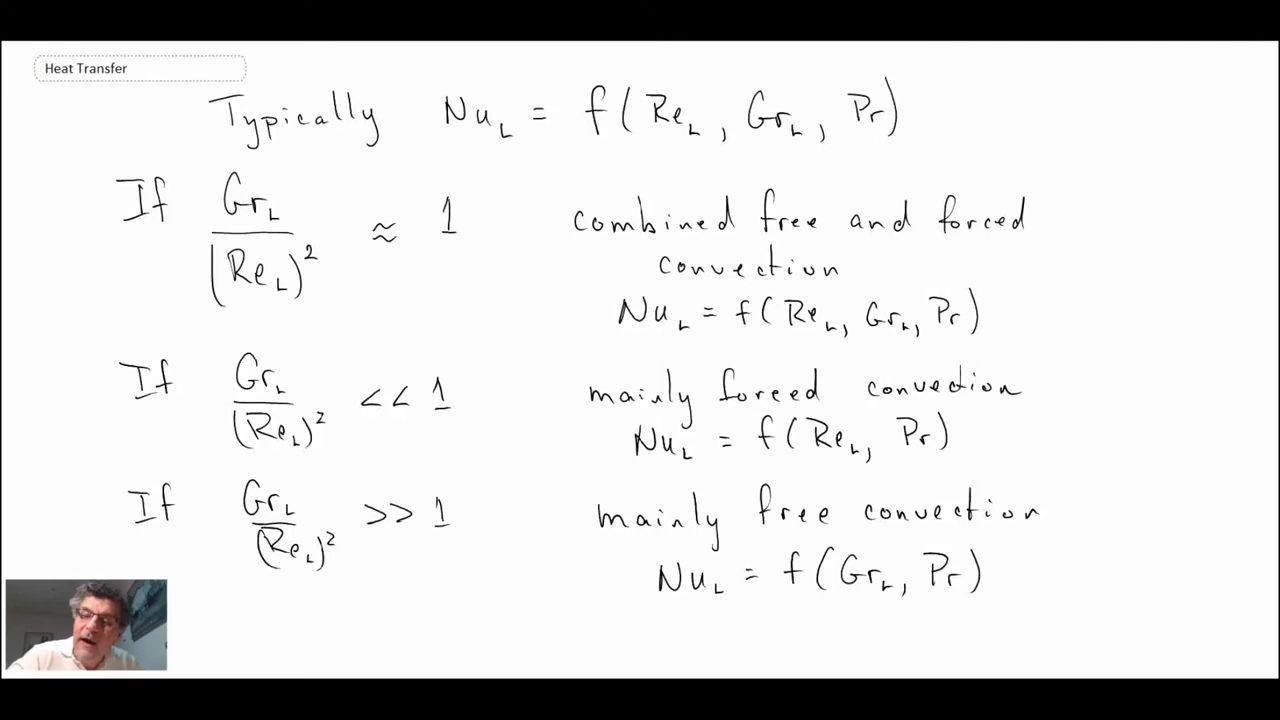 Heat Transfer
Typically Nu_L = f(Re_L, Gr_L, Pr)
If Gr_L / (Re_L)^2 ≈ 1 combined free and forced
convection
Nu_L = f(Re_L, Gr_L, Pr)
If Gr_L / (Re_L)^2 << 1 mainly forced convection
Nu_L = f(Re_L, Pr)
If Gr_L / (Re_L)^2 >> 1 mainly free convection
Nu_L = f(Gr_L, Pr)